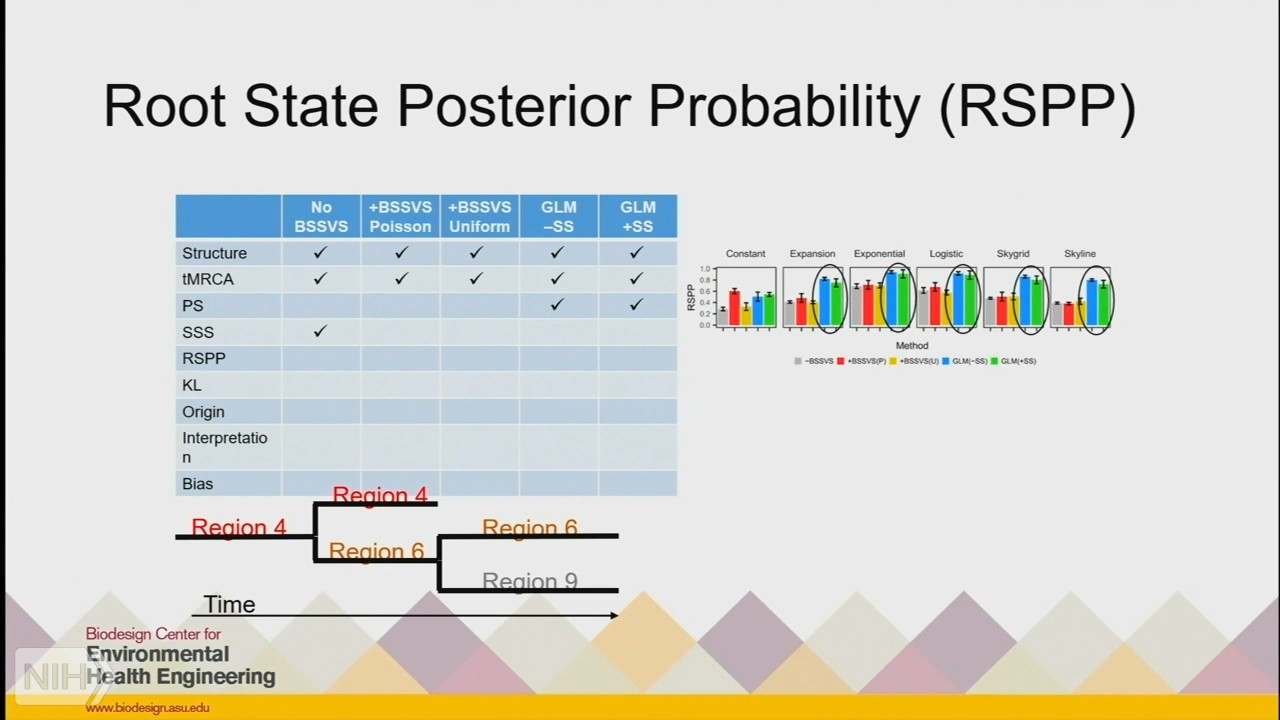 Root State Posterior Probability (RSPP)
No BSSVS +BSSVS Poisson +BSSVS Uniform GLM –SS GLM +SS
Structure ✓ ✓ ✓ ✓ ✓
tMRCA ✓ ✓ ✓ ✓ ✓
PS ✓ ✓
SSS ✓
RSPP
KL
Origin
Interpretatio
n
Bias
Constant Expansion Exponential Logistic Skygrid Skyline
RSPP
1.0
0.8
0.6
0.4
0.2
0.0
Method
−BSSVS +BSSVS(P) +BSSVS(U) GLM(−SS) GLM(+SS)
Region 4
Region 4
Region 6
Region 6
Region 9
Time
Biodesign Center for
Environmental
Health Engineering
NIH
www.biodesign.asu.edu